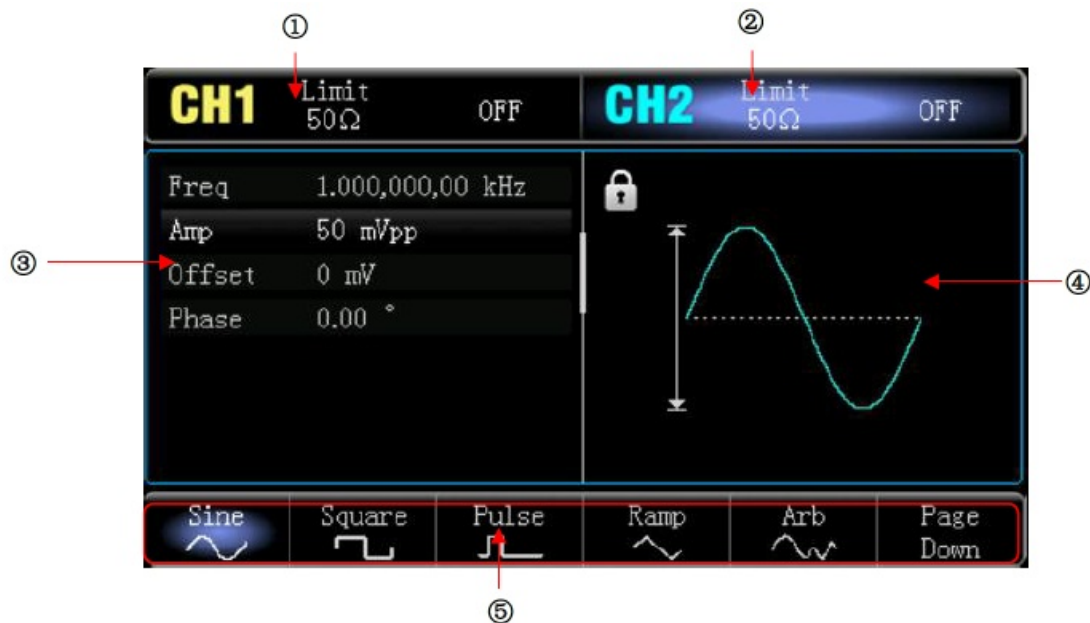 ① ②
CH1 Limit 50Ω OFF CH2 Limit 50Ω OFF
Freq 1.000,000,00 kHz
Amp 50 mVpp
③
Offset 0 mV
④
Phase 0.00 °
Sine Square Pulse Ramp Arb Page Down
⑤